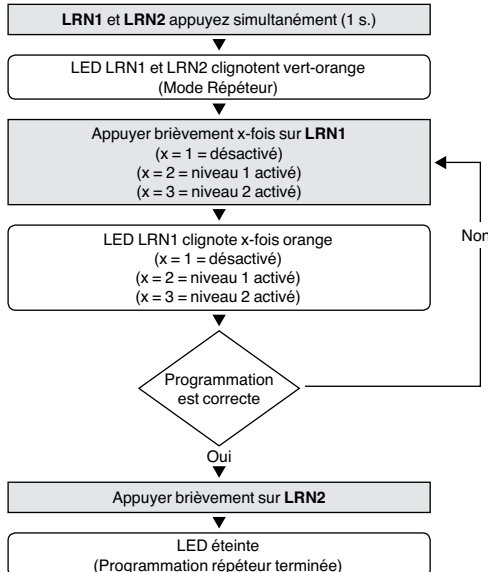 LRN1 et LRN2 appuyez simultanément (1 s.)
LED LRN1 et LRN2 clignotent vert-orange
(Mode Répéteur)
Appuyer brièvement x-fois sur LRN1
(x = 1 = désactivé)
(x = 2 = niveau 1 activé)
(x = 3 = niveau 2 activé)
LED LRN1 clignote x-fois orange
(x = 1 = désactivé)
(x = 2 = niveau 1 activé)
(x = 3 = niveau 2 activé)
Non
Programmation
est correcte
Oui
Appuyer brièvement sur LRN2
LED éteinte
(Programmation répéteur terminée)